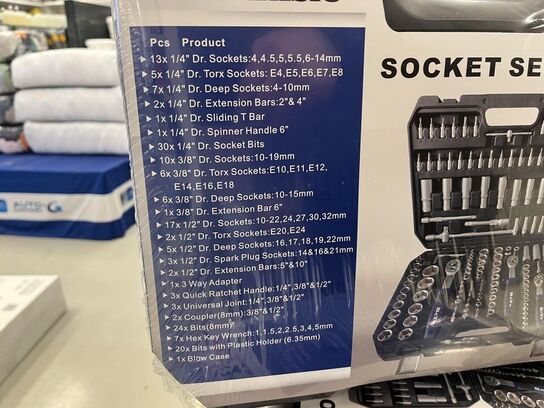 Pcs Product
13x 1/4" Dr. Sockets:4,4.5,5,5.5,6-14mm
5x 1/4" Dr. Torx Sockets: E4,E5,E6,E7,E8
7x 1/4" Dr. Deep Sockets:4-10mm
2x 1/4" Dr. Extension Bars:2"& 4"
1x 1/4" Dr. Sliding T Bar
1x 1/4" Dr. Spinner Handle 6"
30x 1/4" Dr. Socket Bits
10x 3/8" Dr. Sockets:10-19mm
6x 3/8" Dr. Torx Sockets:E10,E11,E12,
E14,E16,E18
6x 3/8" Dr. Deep Sockets:10-15mm
1x 3/8" Dr. Extension Bar 6"
17x 1/2" Dr. Sockets:10-22,24,27,30,32mm
2x 1/2" Dr. Torx Sockets:E20,E24
5x 1/2" Dr. Deep Sockets:16,17,18,19,22mm
3x 1/2" Dr. Spark Plug Sockets:14&16&21mm
2x 1/2" Dr. Extension Bars:5"&10"
1x 3 Way Adapter
3x Quick Ratchet Handle:1/4",3/8"&1/2"
3x Universal Joint:1/4",3/8"&1/2"
2x Coupler(8mm):3/8"&1/2"
24x Bits(8mm)
7x Hex Key Wrench:1,1.5,2,2.5,3,4,5mm
20x Bits with Plastic Holder (6.35mm)
1x Blow Case
SOCKET SE
AUTO